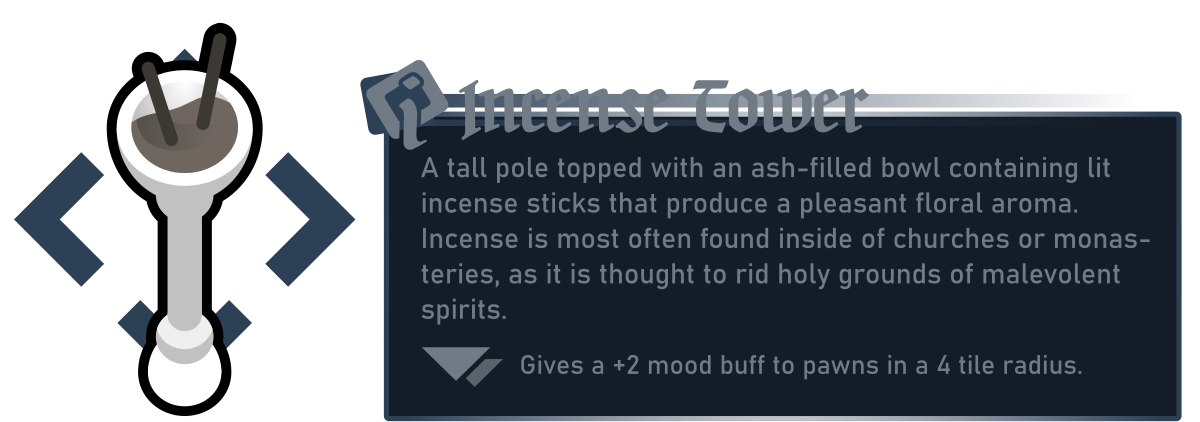 Incense Tower
A tall pole topped with an ash-filled bowl containing lit
incense sticks that produce a pleasant floral aroma.
Incense is most often found inside of churches or monas-
teries, as it is thought to rid holy grounds of malevolent
spirits.
Gives a +2 mood buff to pawns in a 4 tile radius.